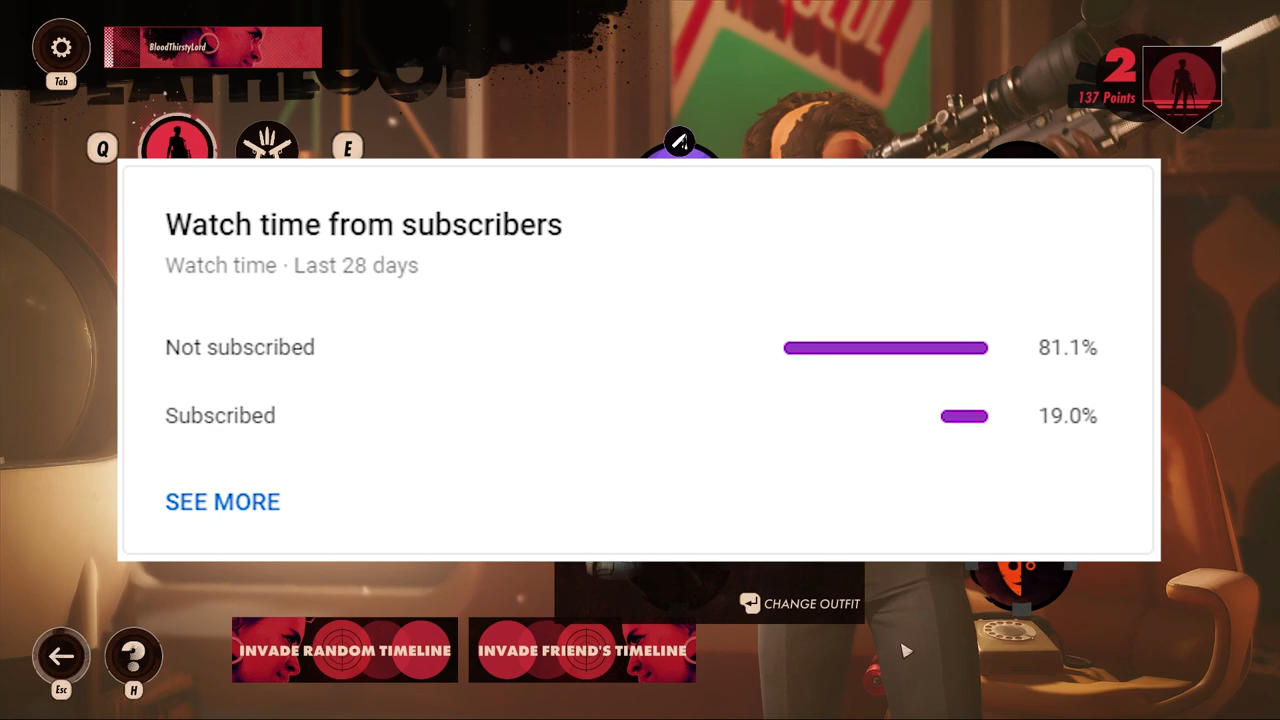 BloodThirstyLord
Tab
2
137 Points
Q
E
Watch time from subscribers
Watch time · Last 28 days
Not subscribed
81.1%
Subscribed
19.0%
SEE MORE
CHANGE OUTFIT
INVADE RANDOM TIMELINE
INVADE FRIEND'S TIMELINE
?
Esc
H